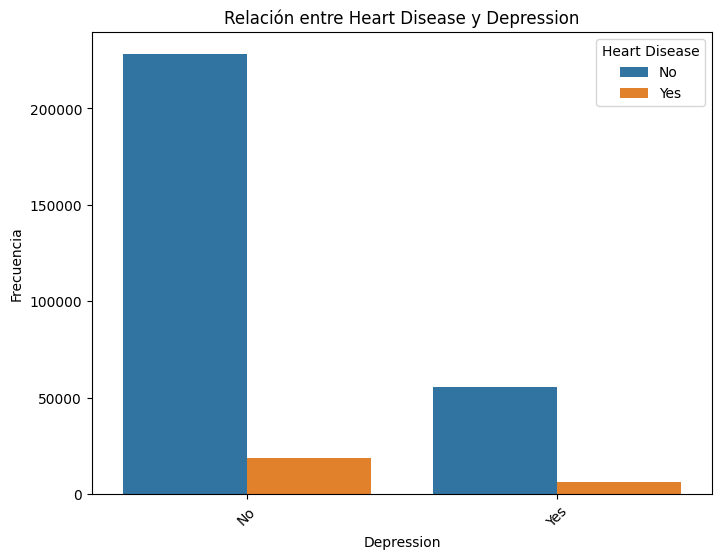 Relación entre Heart Disease y Depression
Heart Disease
No
Yes
200000
150000
100000
50000
0
Frecuencia
No
Yes
Depression